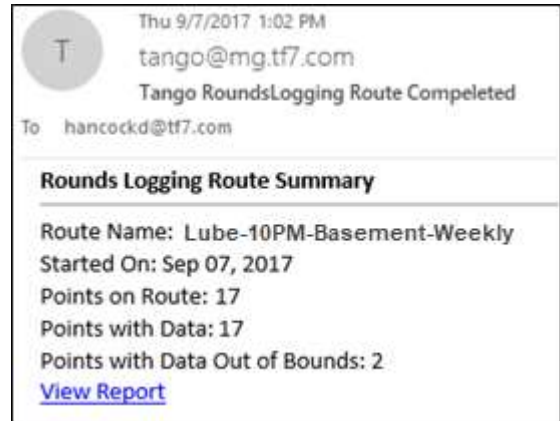 Thu 9/7/2017 1:02 PM
T
tango@mg.tf7.com
Tango RoundsLogging Route Compeleted
To hancockd@tf7.com
Rounds Logging Route Summary
Route Name: Lube-10PM-Basement-Weekly
Started On: Sep 07, 2017
Points on Route: 17
Points with Data: 17
Points with Data Out of Bounds: 2
View Report